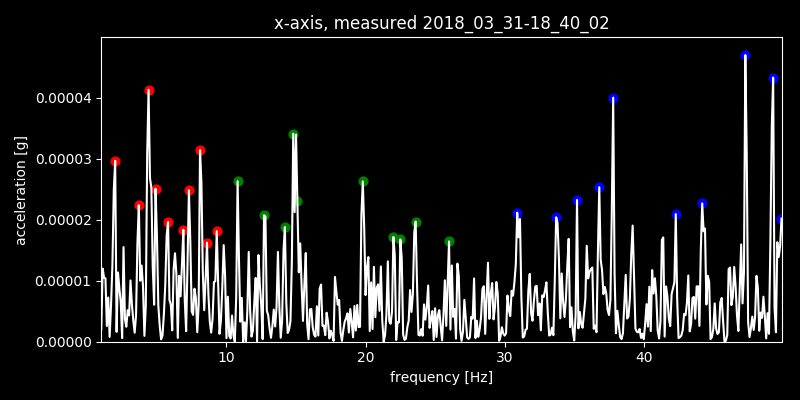 x-axis, measured 2018_03_31-18_40_02
acceleration [g]
0.00004
0.00003
0.00002
0.00001
0.00000
10 20 30 40
frequency [Hz]